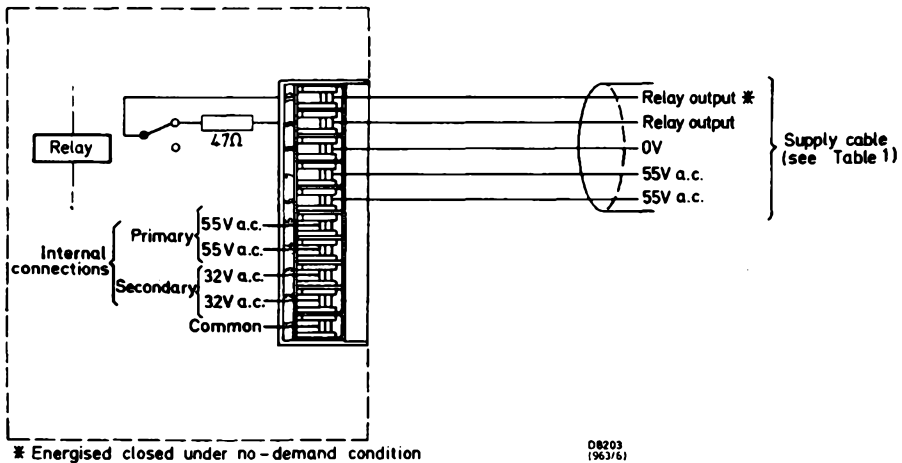 Relay output *
Relay output
0V
55V a.c.
55V a.c.
Supply cable
(see Table 1)
Relay
47Ω
Internal
connections
Primary
55V a.c.
55V a.c.
Secondary
32V a.c.
32V a.c.
Common
* Energised closed under no-demand condition
D8203
(963/6)